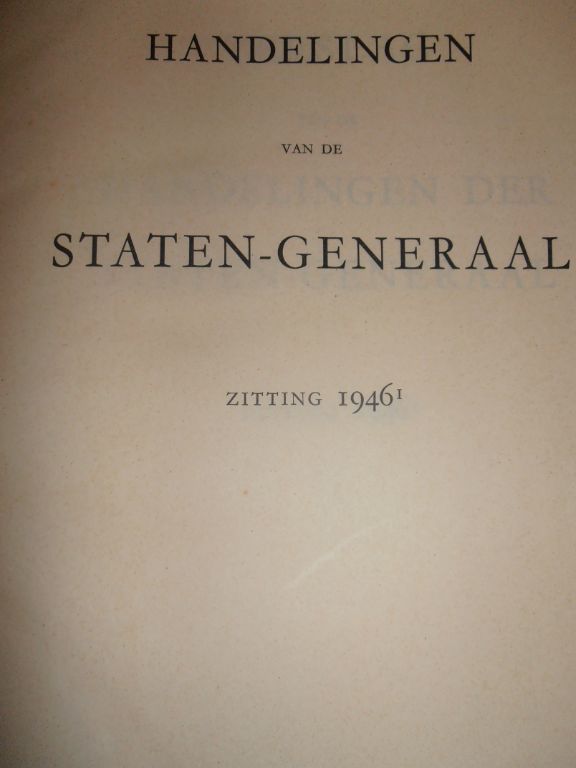 HANDELINGEN
VAN DE
STATEN-GENERAAL
ZITTING 1946ᴵ